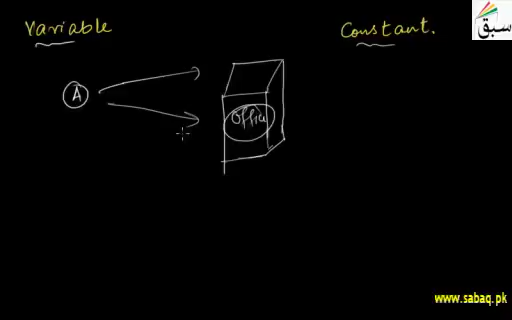 Variable
Constant.
سبق
A
Office
www.sabaq.pk